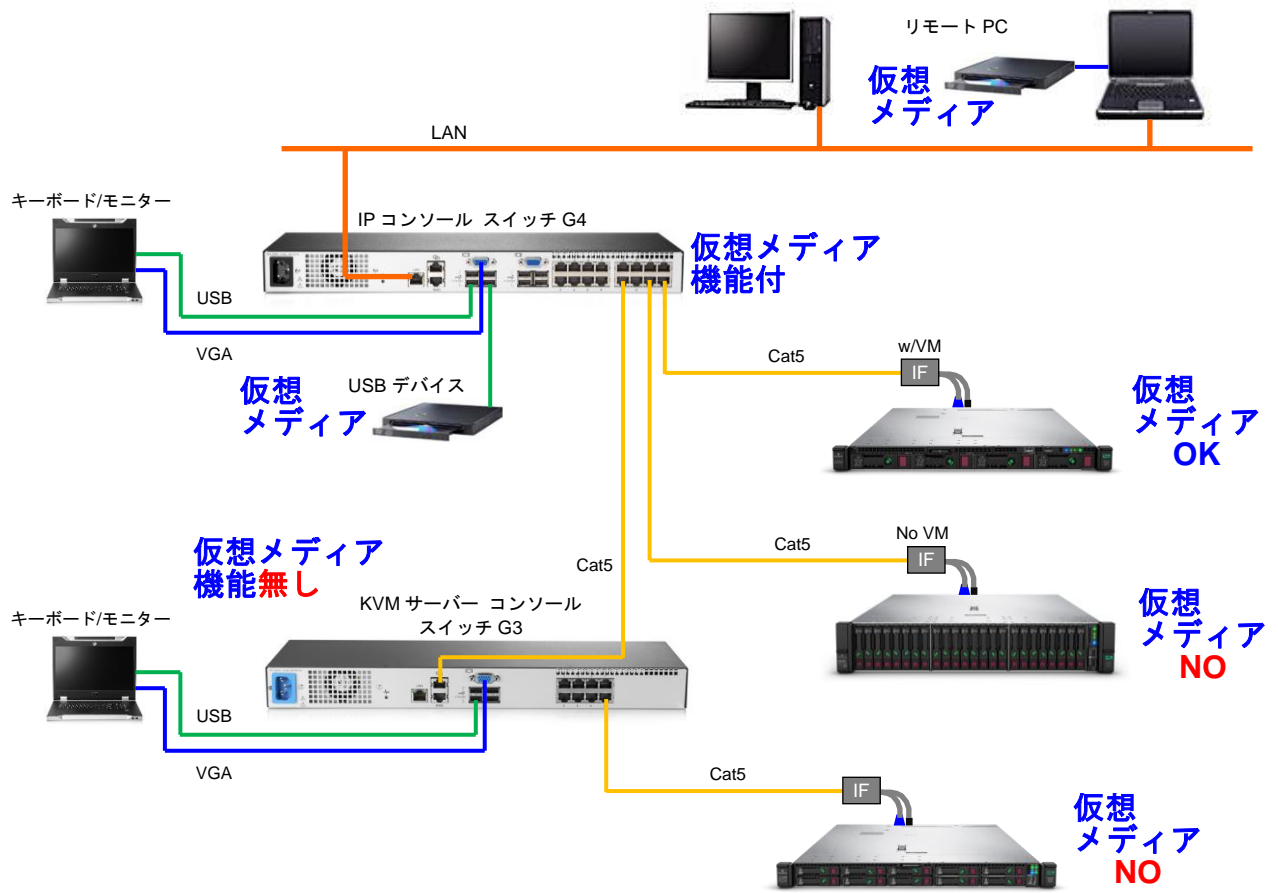 リモート PC
仮想
メディア
LAN
キーボード/モニター
IP コンソール スイッチ G4
仮想メディア
機能付
USB
VGA
仮想
メディア
USB デバイス
Cat5
w/VM
IF
仮想
メディア
OK
仮想メディア
機能無し
Cat5
Cat5
No VM
IF
仮想
メディア
NO
キーボード/モニター
KVM サーバー コンソール
スイッチ G3
USB
VGA
Cat5
IF
仮想
メディア
NO